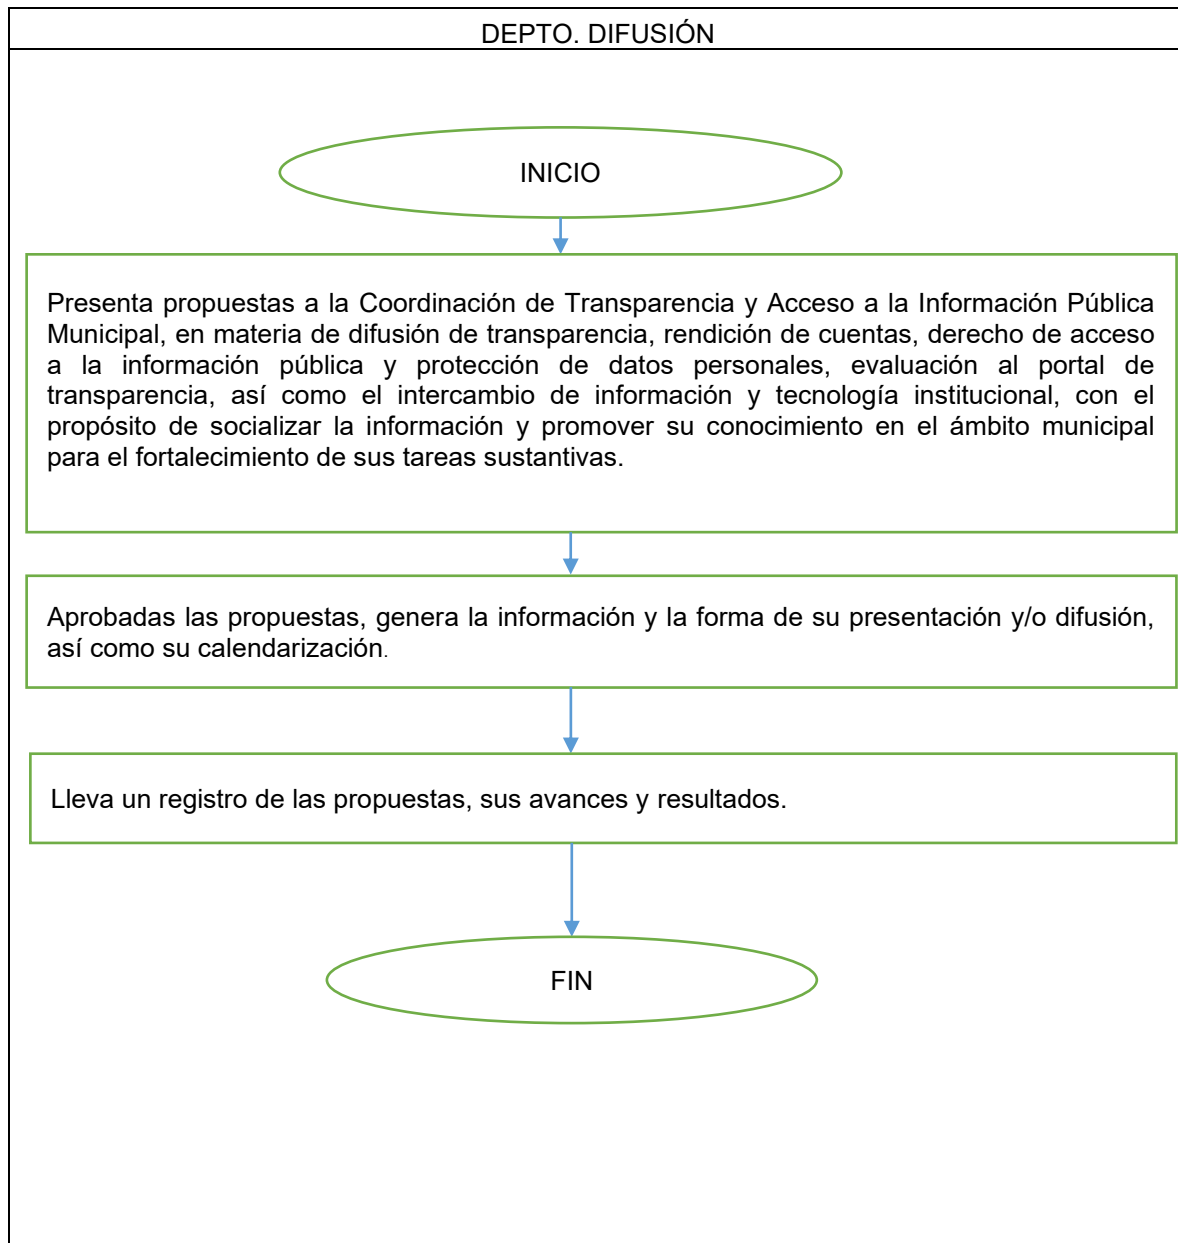 DEPTO. DIFUSIÓN
INICIO
Presenta propuestas a la Coordinación de Transparencia y Acceso a la Información Pública
Municipal, en materia de difusión de transparencia, rendición de cuentas, derecho de acceso
a la información pública y protección de datos personales, evaluación al portal de
transparencia, así como el intercambio de información y tecnología institucional, con el
propósito de socializar la información y promover su conocimiento en el ámbito municipal
para el fortalecimiento de sus tareas sustantivas.
Aprobadas las propuestas, genera la información y la forma de su presentación y/o difusión,
así como su calendarización.
Lleva un registro de las propuestas, sus avances y resultados.
FIN